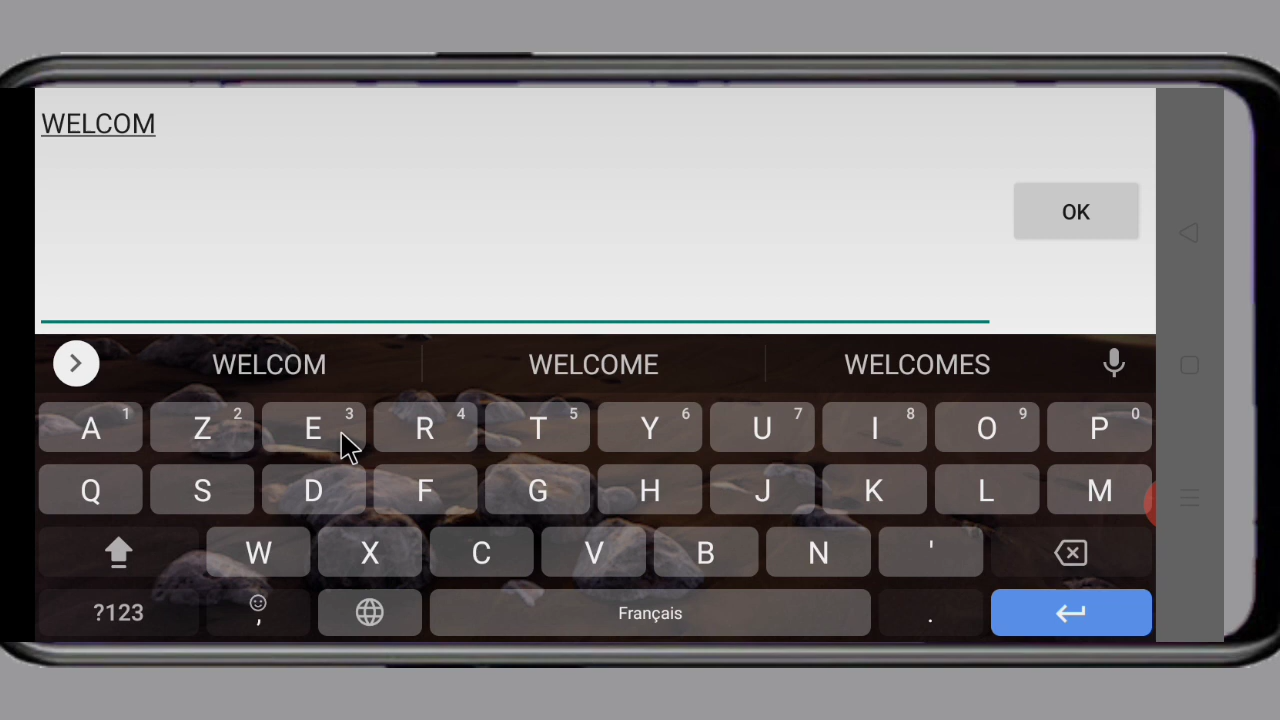 WELCOM
OK
WELCOM WELCOME WELCOMES
A 1 Z 2 E 3 R 4 T 5 Y 6 U 7 I 8 O 9 P 0
Q S D F G H J K L M
W X C V B N '
?123 , Français .